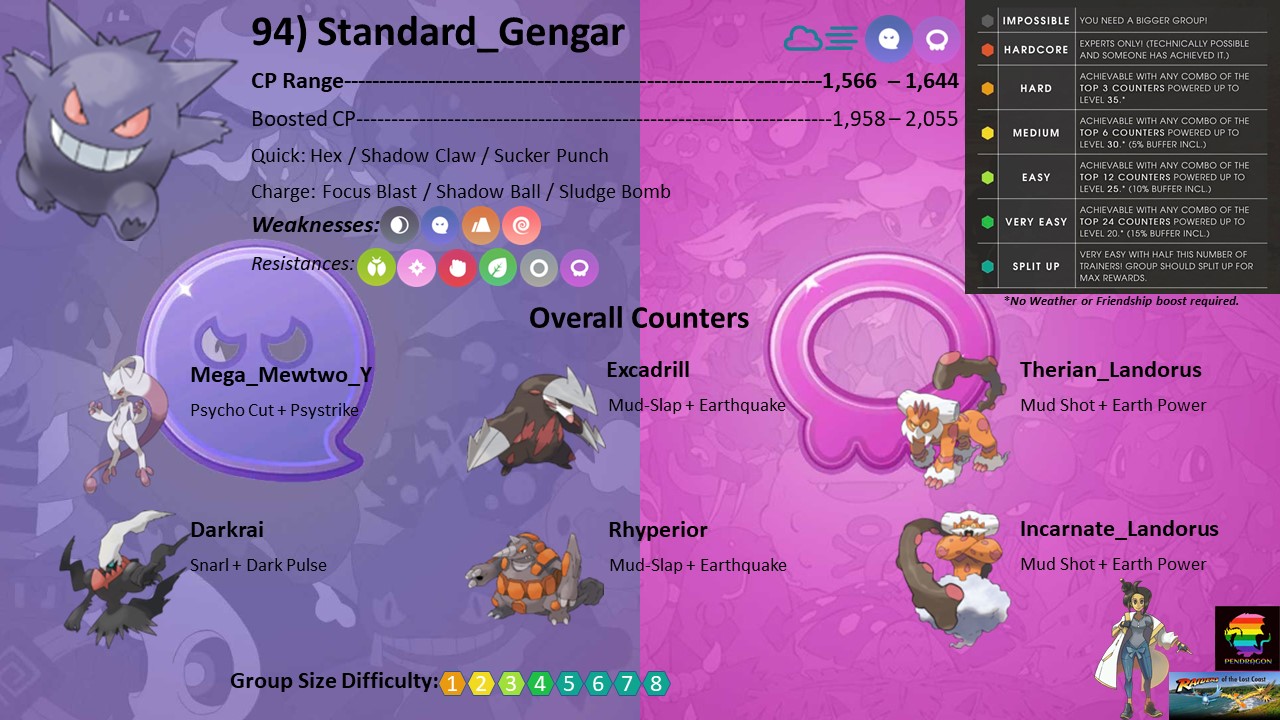 94) Standard_Gengar
CP Range--------------------------------------------------------------------1,566 – 1,644
Boosted CP--------------------------------------------------------------------1,958 – 2,055
Quick: Hex / Shadow Claw / Sucker Punch
Charge: Focus Blast / Shadow Ball / Sludge Bomb
Weaknesses:
Resistances:
IMPOSSIBLE YOU NEED A BIGGER GROUP!
HARDCORE EXPERTS ONLY! (TECHNICALLY POSSIBLE
AND SOMEONE HAS ACHIEVED IT.)
HARD ACHIEVABLE WITH ANY COMBO OF THE
TOP 3 COUNTERS POWERED UP TO
LEVEL 35.*
MEDIUM ACHIEVABLE WITH ANY COMBO OF THE
TOP 6 COUNTERS POWERED UP TO
LEVEL 30.* (5% BUFFER INCL.)
EASY ACHIEVABLE WITH ANY COMBO OF THE
TOP 12 COUNTERS POWERED UP TO
LEVEL 25.* (10% BUFFER INCL.)
VERY EASY ACHIEVABLE WITH ANY COMBO OF THE
TOP 24 COUNTERS POWERED UP TO
LEVEL 20.* (15% BUFFER INCL.)
SPLIT UP VERY EASY WITH HALF THIS NUMBER OF
TRAINERS! GROUP SHOULD SPLIT UP FOR
MAX REWARDS.
*No Weather or Friendship boost required.
Overall Counters
Mega_Mewtwo_Y
Psycho Cut + Psystrike
Excadrill
Mud-Slap + Earthquake
Therian_Landorus
Mud Shot + Earth Power
Darkrai
Snarl + Dark Pulse
Rhyperior
Mud-Slap + Earthquake
Incarnate_Landorus
Mud Shot + Earth Power
Group Size Difficulty: 1 2 3 4 5 6 7 8
PENDRAGON
RAIDERS of the Lost Coast